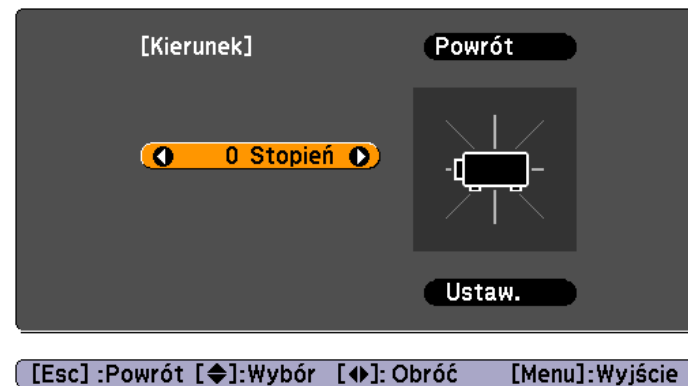 [Kierunek]
Powrót
0 Stopień
Ustaw.
[Esc] :Powrót [◆]:Wybór [◀▶]: Obróć [Menu]:Wyjście